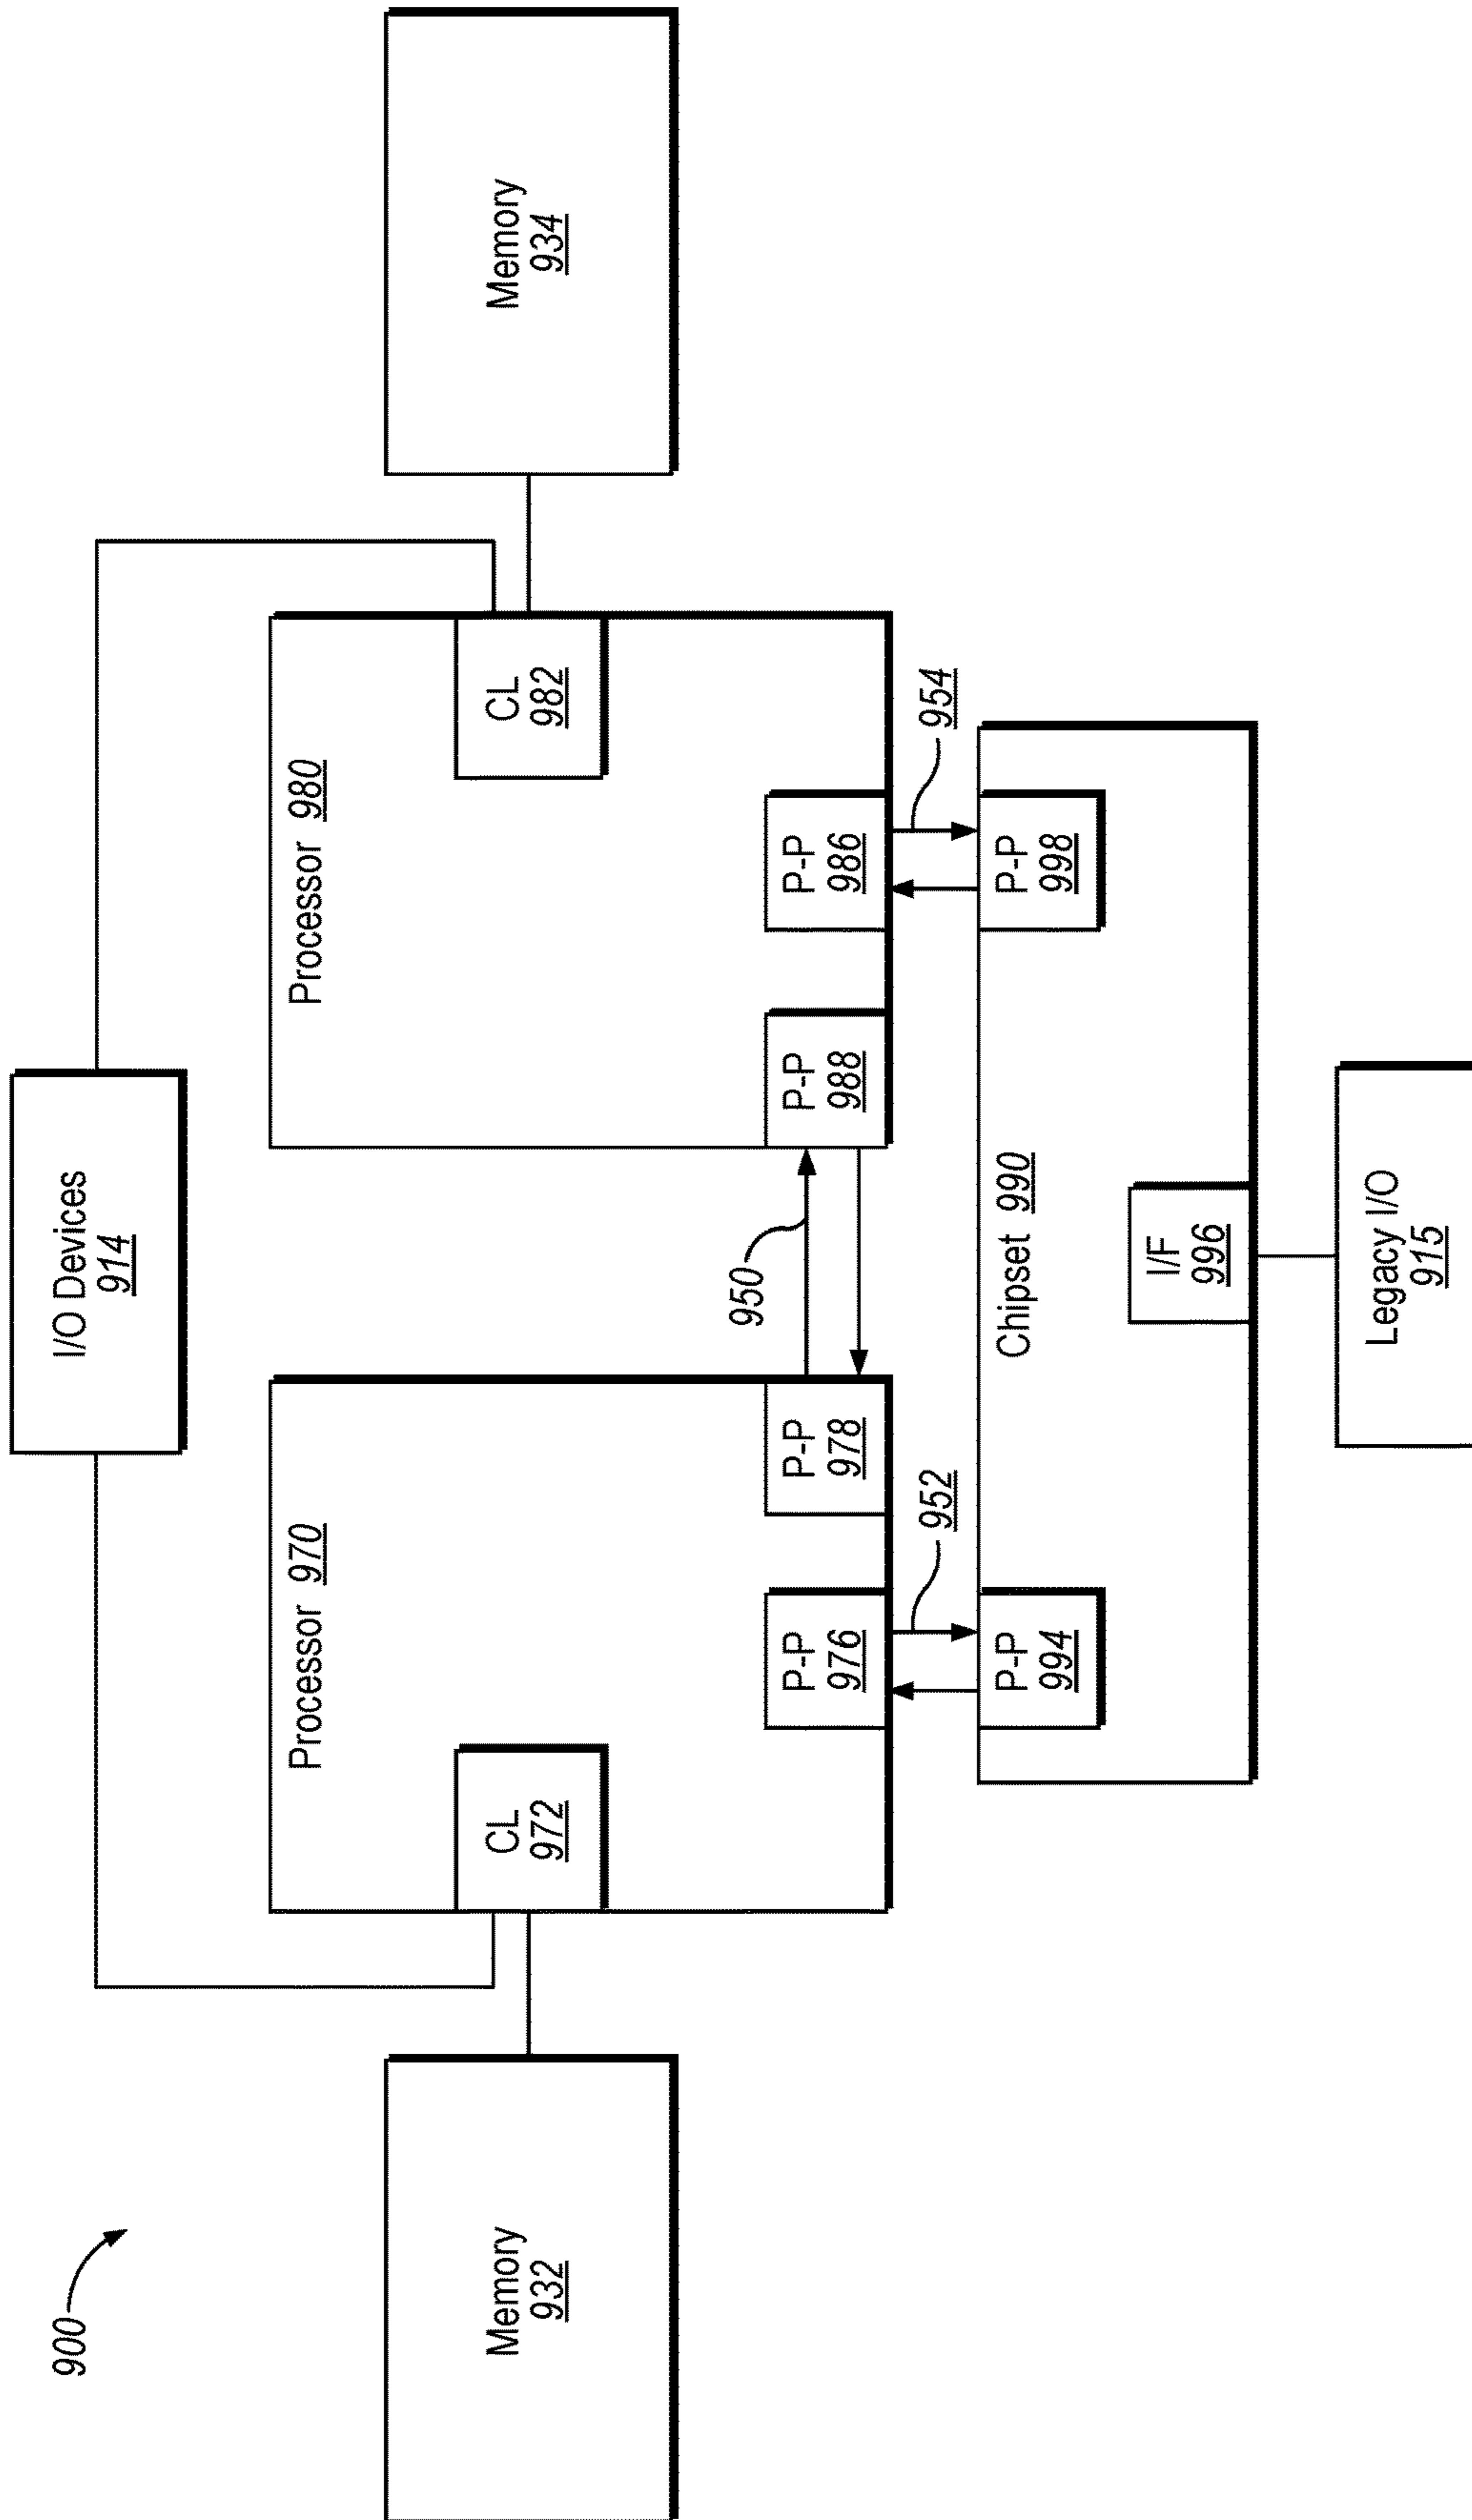 900
I/O Devices
914
Memory
932
CL
972
Processor 970
P-P
976
P-P
978
950
Processor 980
CL
982
P-P
988
P-P
986
Memory
934
952
954
P-P
994
Chipset 990
P-P
998
I/F
996
Legacy I/O
915